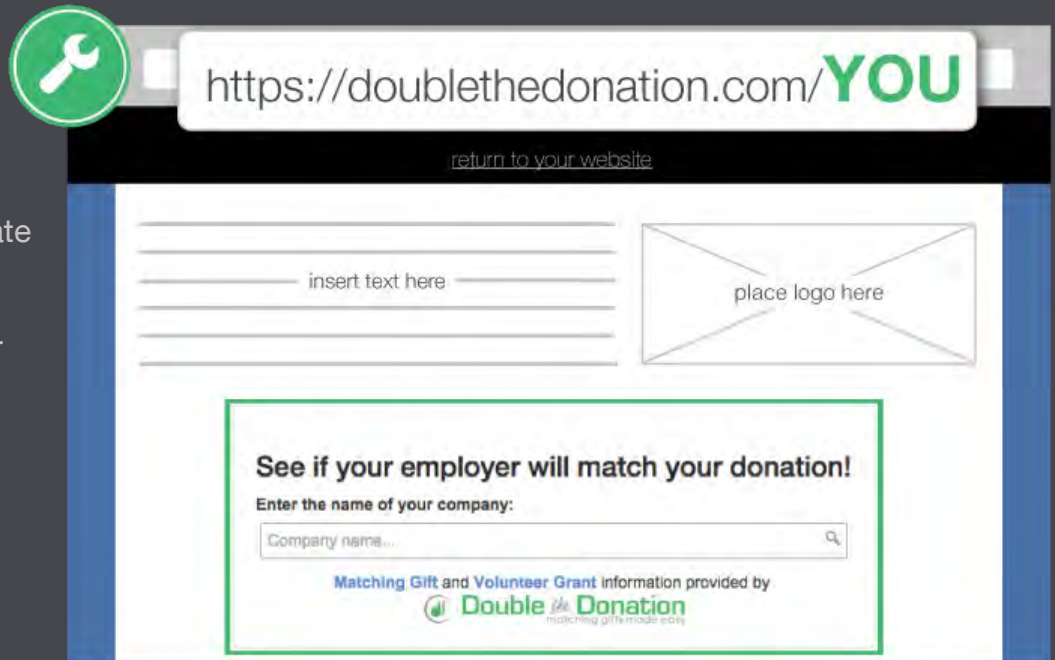 https://doublethedonation.com/YOU
return to your website
insert text here
place logo here
See if your employer will match your donation!
Enter the name of your company:
Company name...
Matching Gift and Volunteer Grant information provided by
Double the Donation
matching gifts made easy